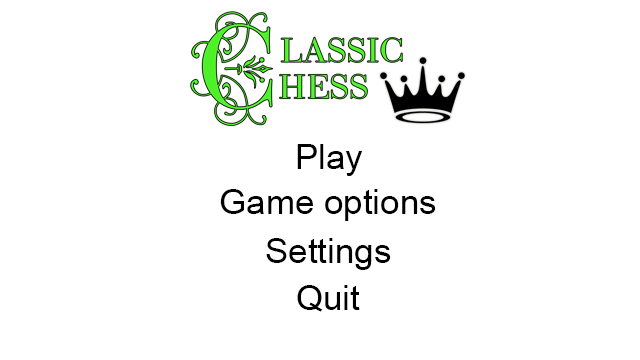 CLASSIC
CHESS
Play
Game options
Settings
Quit